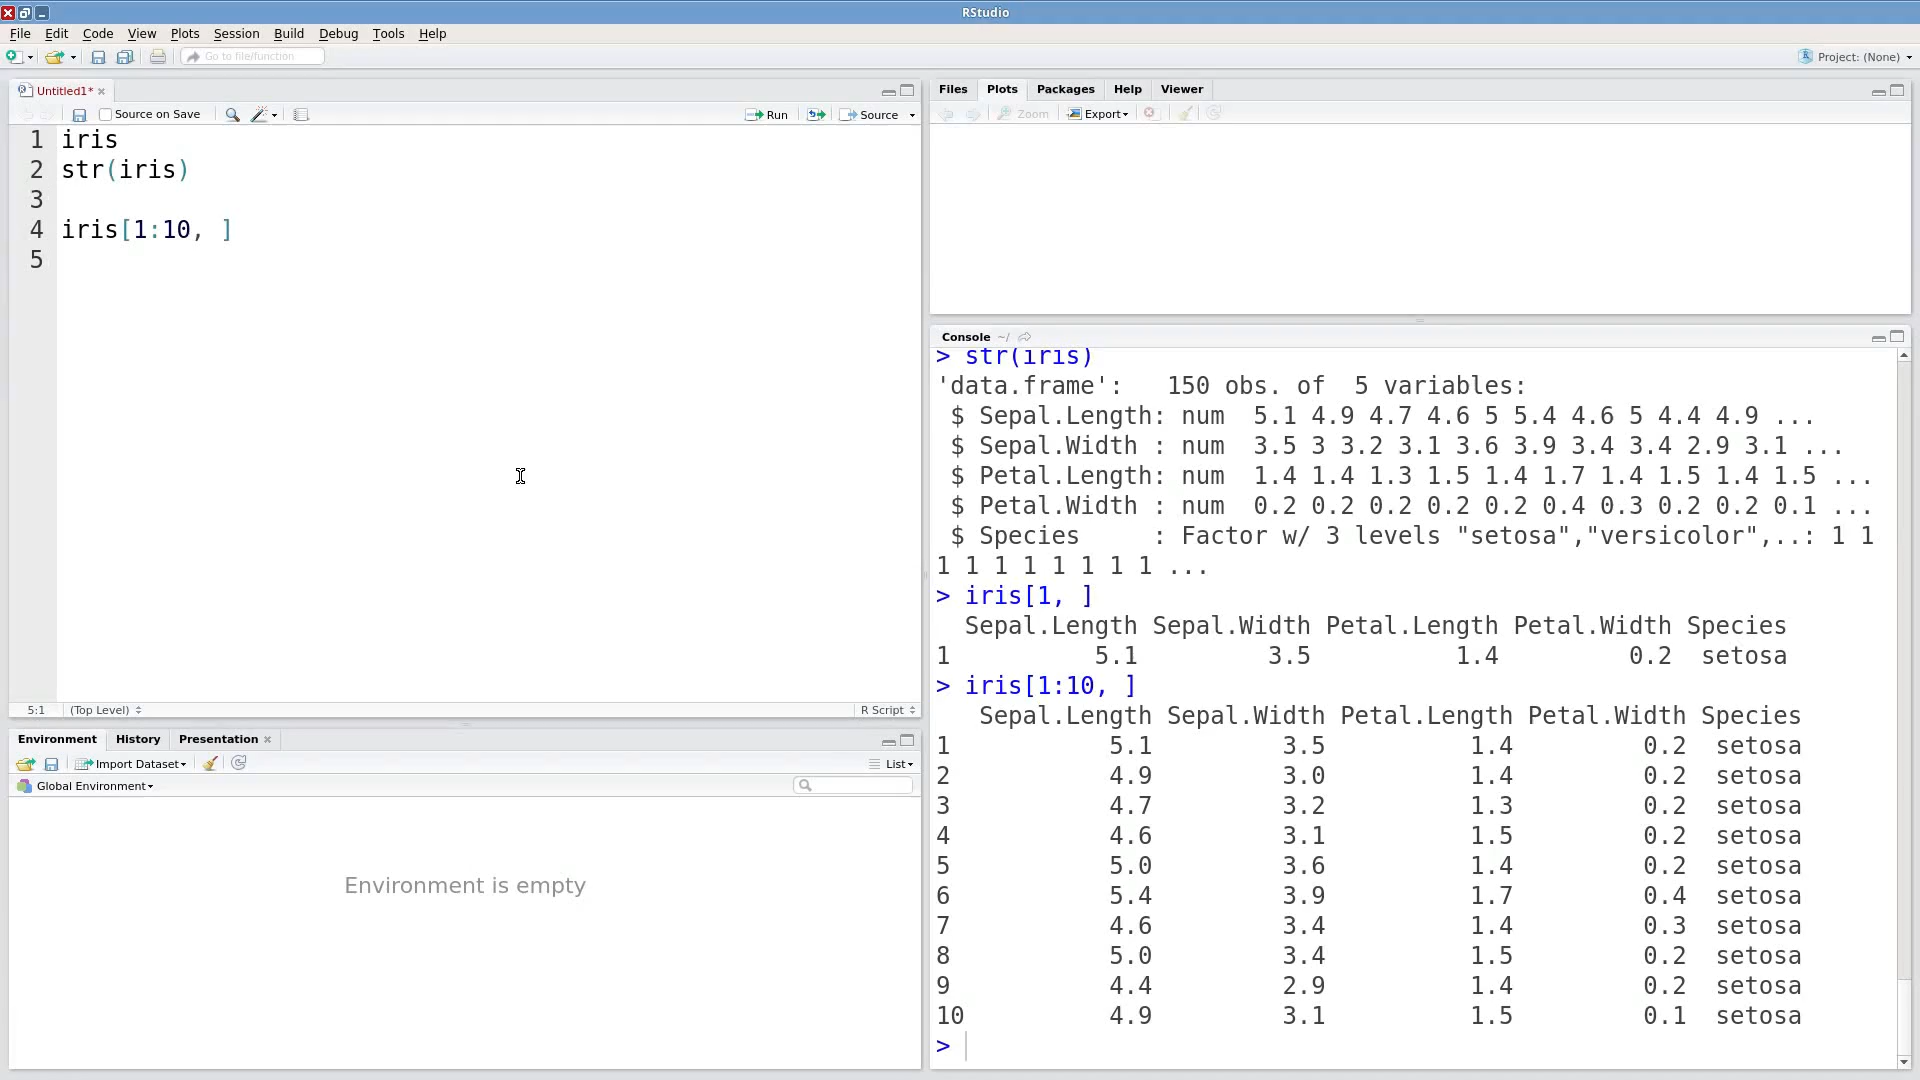 RStudio
File Edit Code View Plots Session Build Debug Tools Help
Go to file/function Project: (None)
Untitled1*
Source on Save Run Source
1 iris
2 str(iris)
3
4 iris[1:10, ]
5
5:1 (Top Level) R Script
Environment History Presentation
Import Dataset List
Global Environment
Environment is empty
Files Plots Packages Help Viewer
Zoom Export
Console ~/
> str(iris)
'data.frame':   150 obs. of  5 variables:
 $ Sepal.Length: num  5.1 4.9 4.7 4.6 5 5.4 4.6 5 4.4 4.9 ...
 $ Sepal.Width : num  3.5 3 3.2 3.1 3.6 3.9 3.4 3.4 2.9 3.1 ...
 $ Petal.Length: num  1.4 1.4 1.3 1.5 1.4 1.7 1.4 1.5 1.4 1.5 ...
 $ Petal.Width : num  0.2 0.2 0.2 0.2 0.2 0.4 0.3 0.2 0.2 0.1 ...
 $ Species     : Factor w/ 3 levels "setosa","versicolor",..: 1 1
1 1 1 1 1 1 1 1 ...
> iris[1, ]
  Sepal.Length Sepal.Width Petal.Length Petal.Width Species
1          5.1         3.5          1.4         0.2  setosa
> iris[1:10, ]
   Sepal.Length Sepal.Width Petal.Length Petal.Width Species
1           5.1         3.5          1.4         0.2  setosa
2           4.9         3.0          1.4         0.2  setosa
3           4.7         3.2          1.3         0.2  setosa
4           4.6         3.1          1.5         0.2  setosa
5           5.0         3.6          1.4         0.2  setosa
6           5.4         3.9          1.7         0.4  setosa
7           4.6         3.4          1.4         0.3  setosa
8           5.0         3.4          1.5         0.2  setosa
9           4.4         2.9          1.4         0.2  setosa
10          4.9         3.1          1.5         0.1  setosa
>